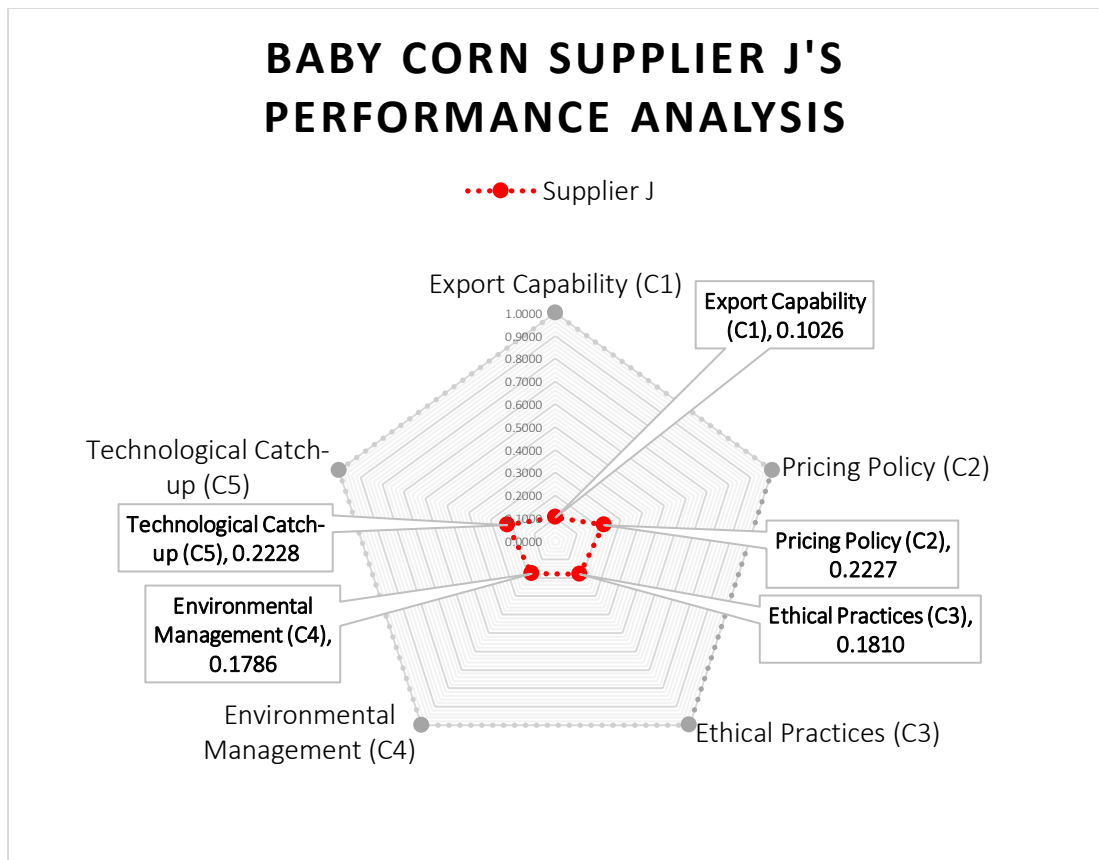 BABY CORN SUPPLIER J'S
PERFORMANCE ANALYSIS
Supplier J
Export Capability (C1)
Export Capability
(C1), 0.1026
1.0000
0.9000
0.8000
0.7000
0.6000
0.5000
0.4000
0.3000
0.2000
0.1000
0.0000
Technological Catch-
up (C5)
Pricing Policy (C2)
Technological Catch-
up (C5), 0.2228
Pricing Policy (C2),
0.2227
Environmental
Management (C4),
0.1786
Ethical Practices (C3),
0.1810
Environmental
Management (C4)
Ethical Practices (C3)